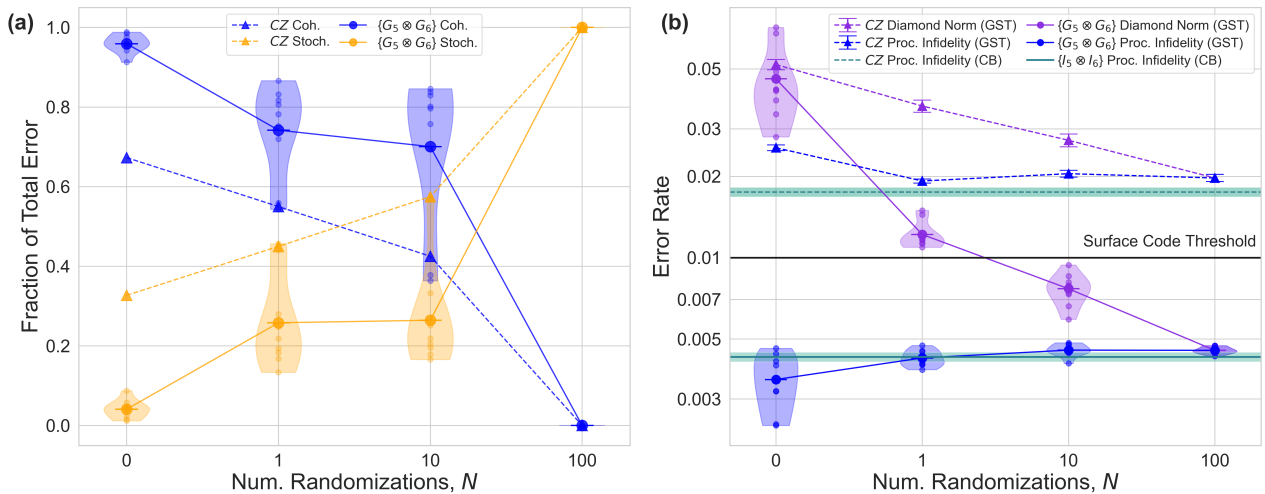 (a)
CZ Coh.
CZ Stoch.
{G₅ ⊗ G₆} Coh.
{G₅ ⊗ G₆} Stoch.
1.0
0.8
0.6
0.4
0.2
0.0
Fraction of Total Error
0 1 10 100
Num. Randomizations, N
(b)
CZ Diamond Norm (GST)
CZ Proc. Infidelity (GST)
CZ Proc. Infidelity (CB)
{G₅ ⊗ G₆} Diamond Norm (GST)
{G₅ ⊗ G₆} Proc. Infidelity (GST)
{I₅ ⊗ I₆} Proc. Infidelity (CB)
0.05
0.03
0.02
0.01
0.007
0.005
0.003
Error Rate
Surface Code Threshold
0 1 10 100
Num. Randomizations, N